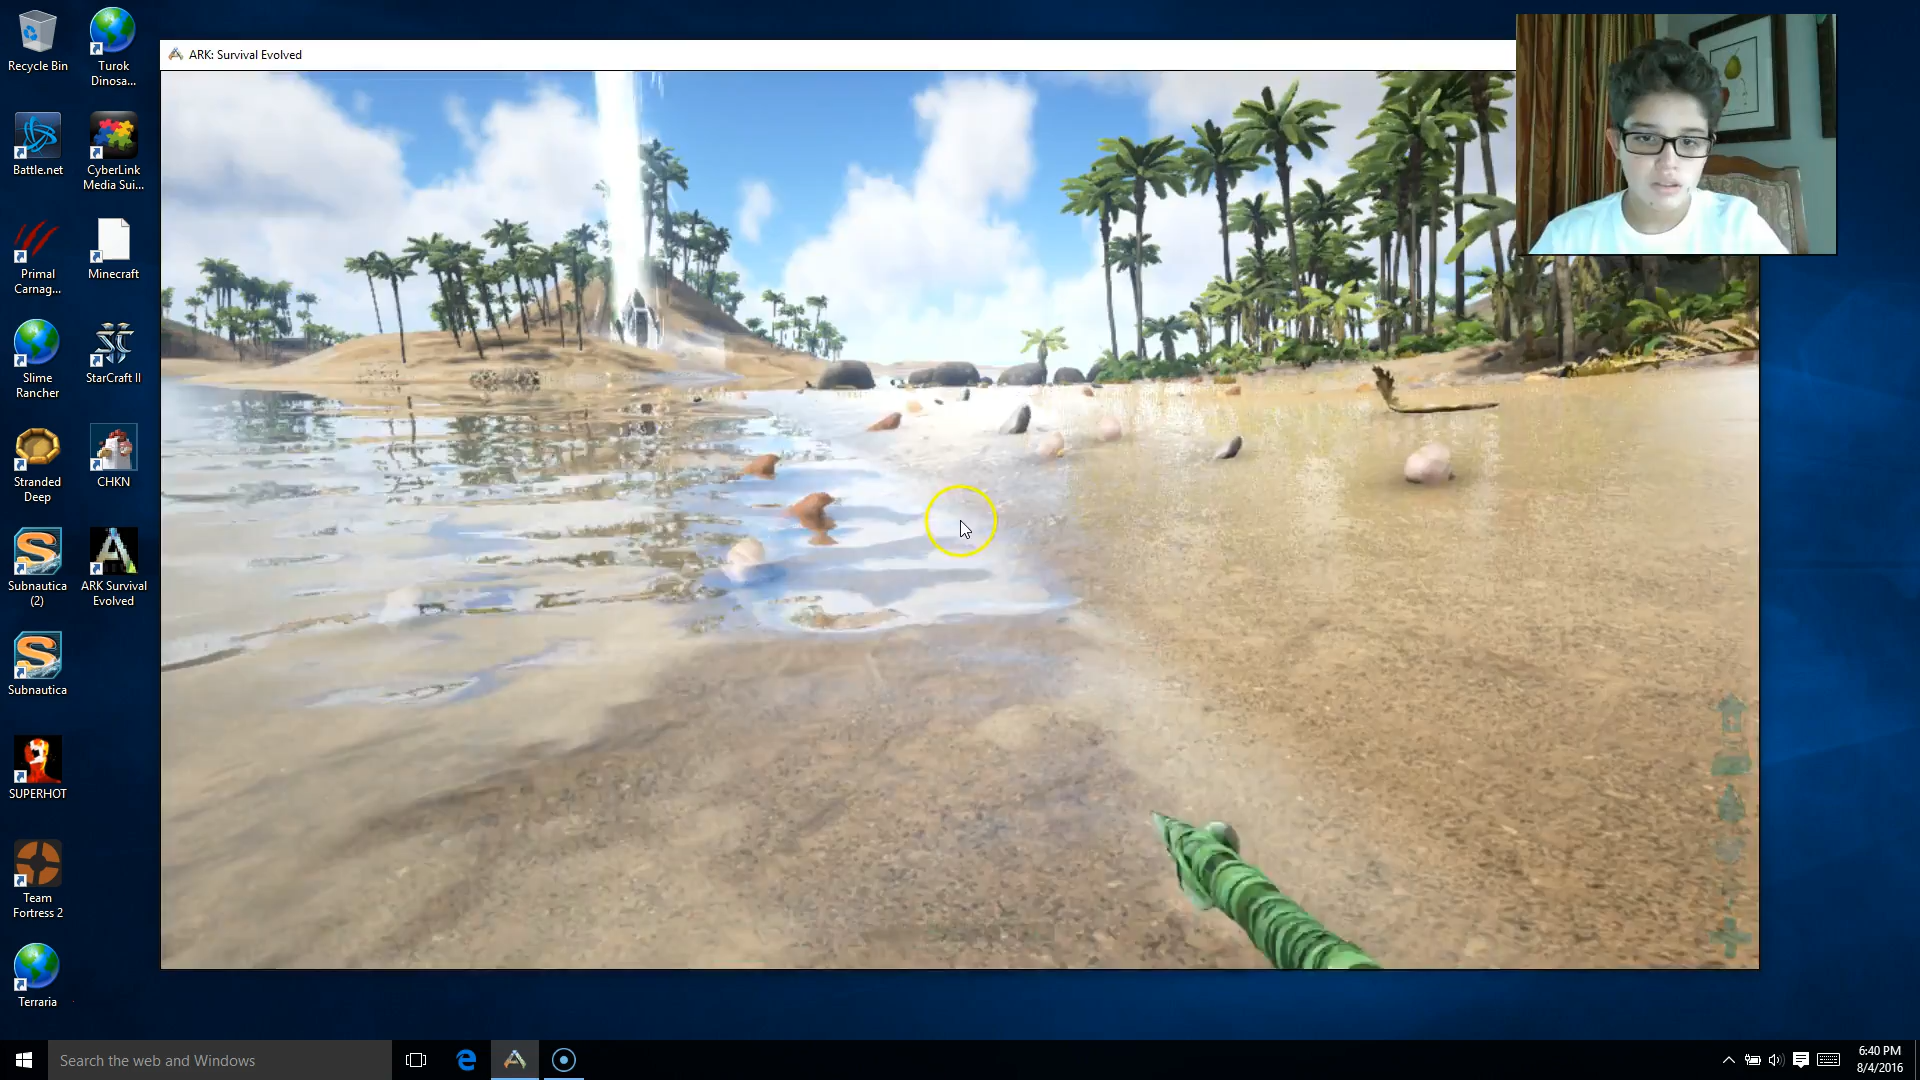 Recycle Bin
Turok
Dinosa...
ARK: Survival Evolved
Battle.net
CyberLink
Media Sui...
Primal
Carnag...
Minecraft
Slime
Rancher
StarCraft II
Stranded
Deep
CHKN
Subnautica
(2)
ARK Survival
Evolved
Subnautica
SUPERHOT
Team
Fortress 2
Terraria
Search the web and Windows
6:40 PM
8/4/2016